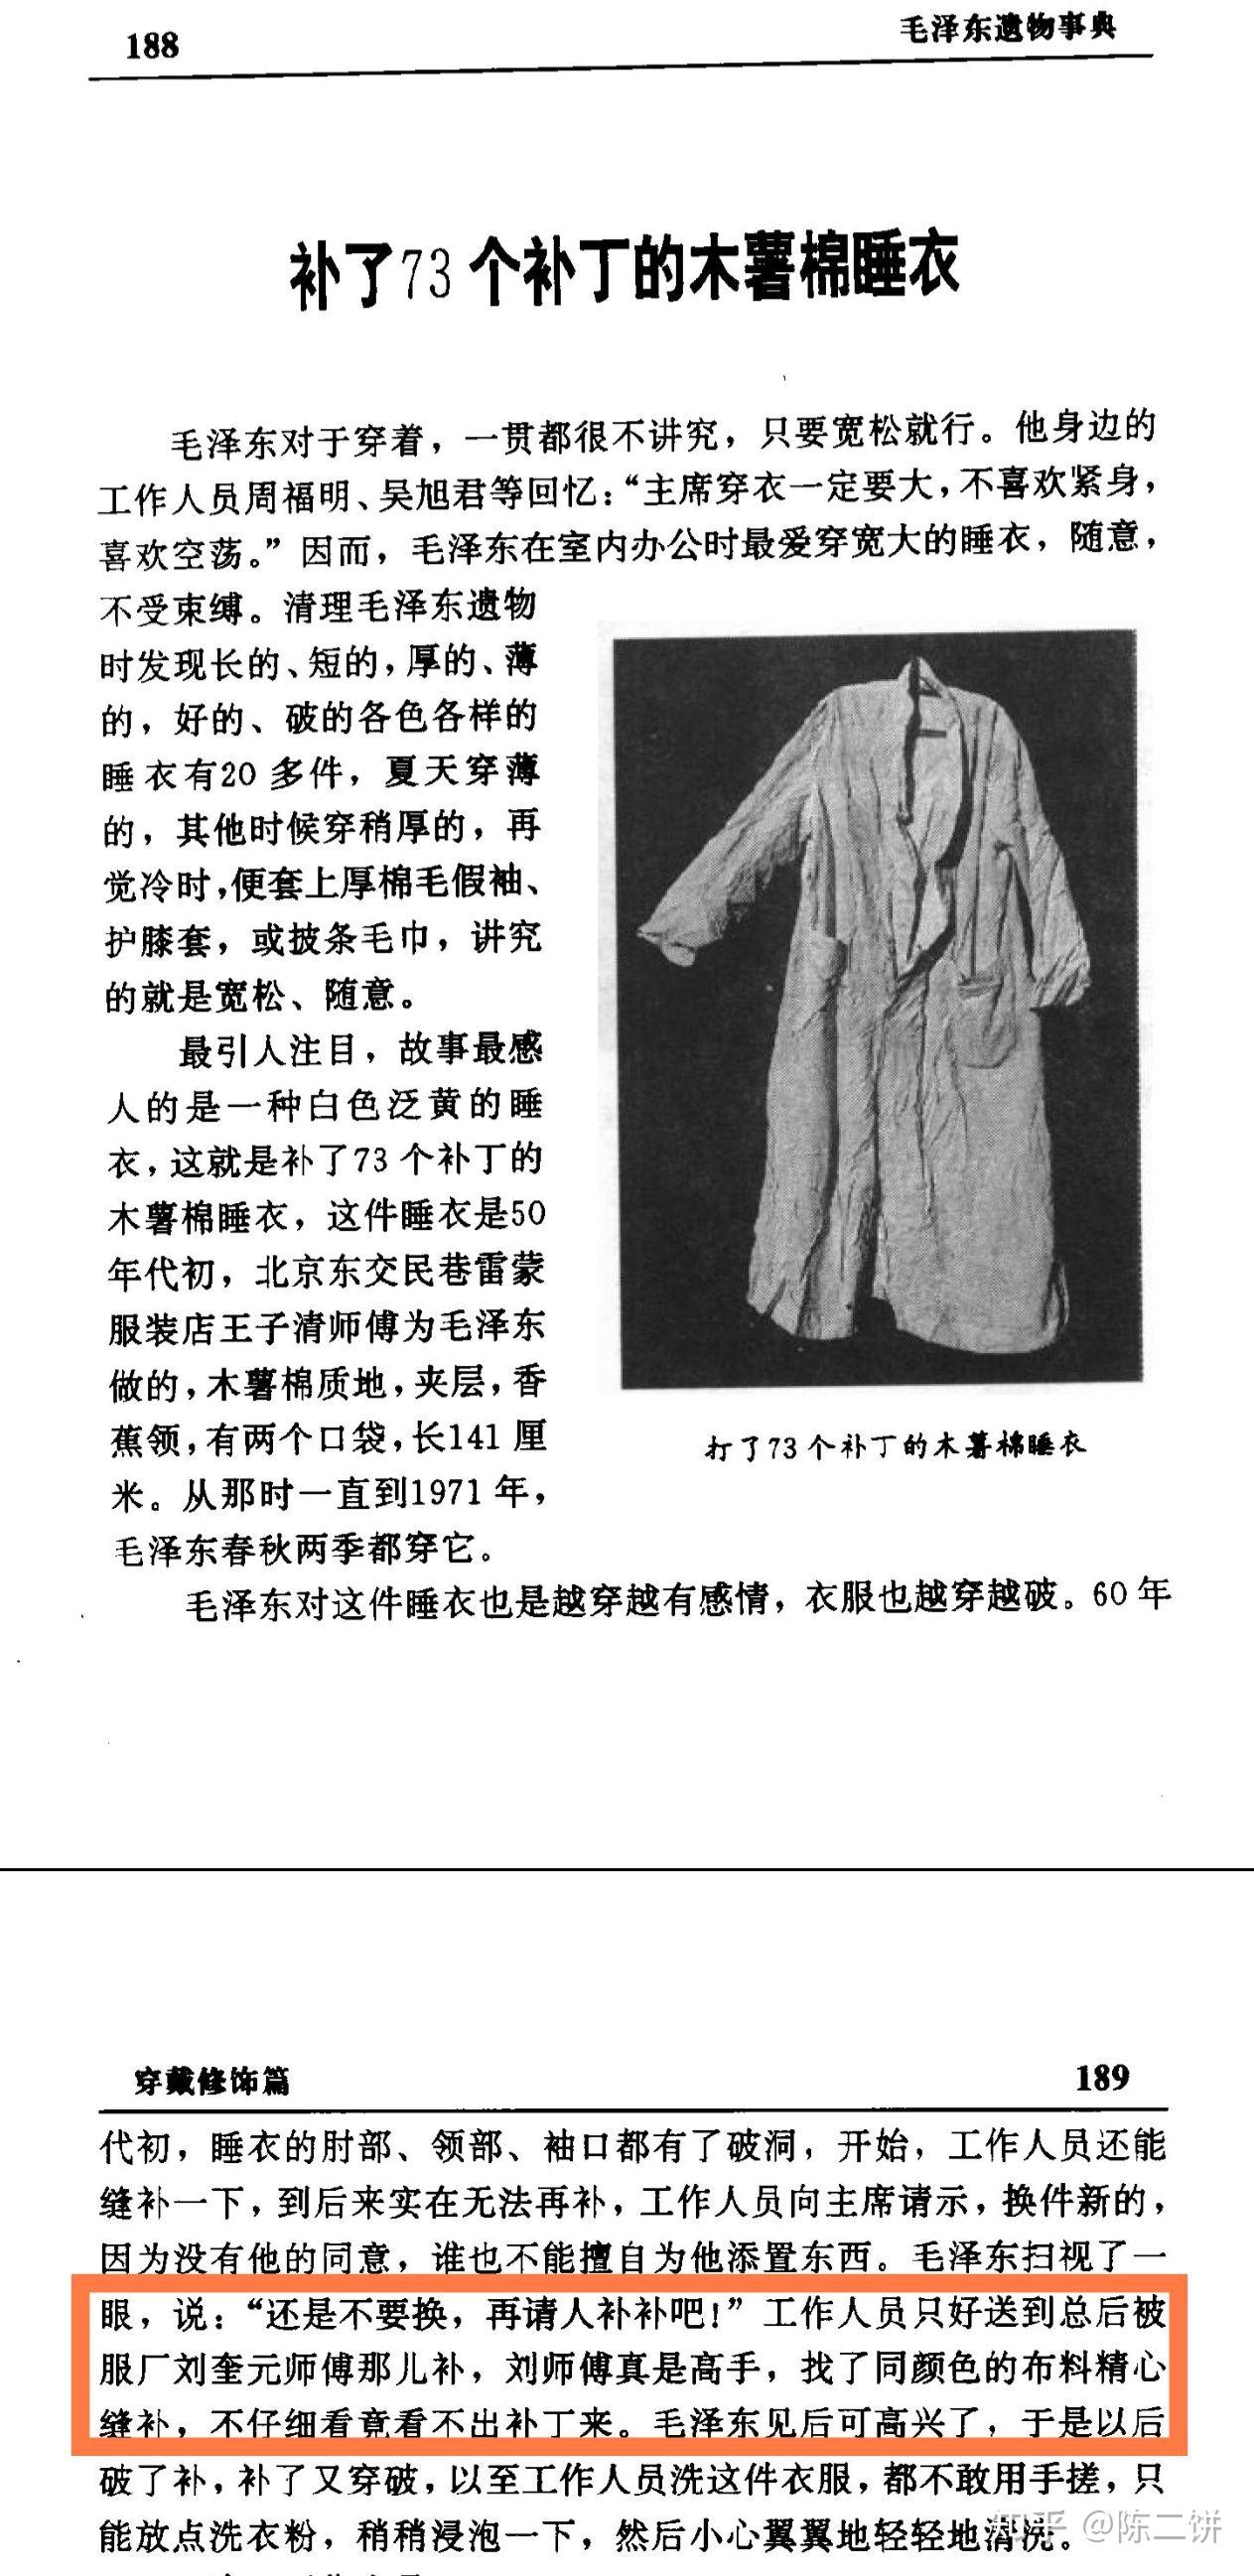 188
毛泽东遗物事典
补了73个补丁的木薯棉睡衣
毛泽东对于穿着，一贯都很不讲究，只要宽松就行。他身边的
工作人员周福明、吴旭君等回忆：“主席穿衣一定要大，不喜欢紧身，
喜欢空荡。”因而，毛泽东在室内办公时最爱穿宽大的睡衣，随意，
不受束缚。清理毛泽东遗物
时发现长的、短的，厚的、薄
的，好的、破的各色各样的
睡衣有20多件，夏天穿薄
的，其他时候穿稍厚的，再
觉冷时，便套上厚棉毛假袖、
护膝套，或披条毛巾，讲究
的就是宽松、随意。
最引人注目，故事最感
人的是一种白色泛黄的睡
衣，这就是补了73个补丁的
木薯棉睡衣，这件睡衣是50
年代初，北京东交民巷雷蒙
服装店王子清师傅为毛泽东
做的，木薯棉质地，夹层，香
蕉领，有两个口袋，长141厘
米。从那时一直到1971年，
毛泽东春秋两季都穿它。
打了73个补丁的木薯棉睡衣
毛泽东对这件睡衣也是越穿越有感情，衣服也越穿越破。60年
穿戴修饰篇
189
代初，睡衣的肘部、领部、袖口都有了破洞，开始，工作人员还能
缝补一下，到后来实在无法再补，工作人员向主席请示，换件新的，
因为没有他的同意，谁也不能擅自为他添置东西。毛泽东扫视了一
眼，说：“还是不要换，再请人补补吧！”工作人员只好送到总后被
服厂刘奎元师傅那儿补，刘师傅真是高手，找了同颜色的布料精心
缝补，不仔细看竟看不出补丁来。毛泽东见后可高兴了，于是以后
破了补，补了又穿破，以至工作人员洗这件衣服，都不敢用手搓，只
能放点洗衣粉，稍稍浸泡一下，然后小心翼翼地轻轻地清洗。
知乎 @陈二饼